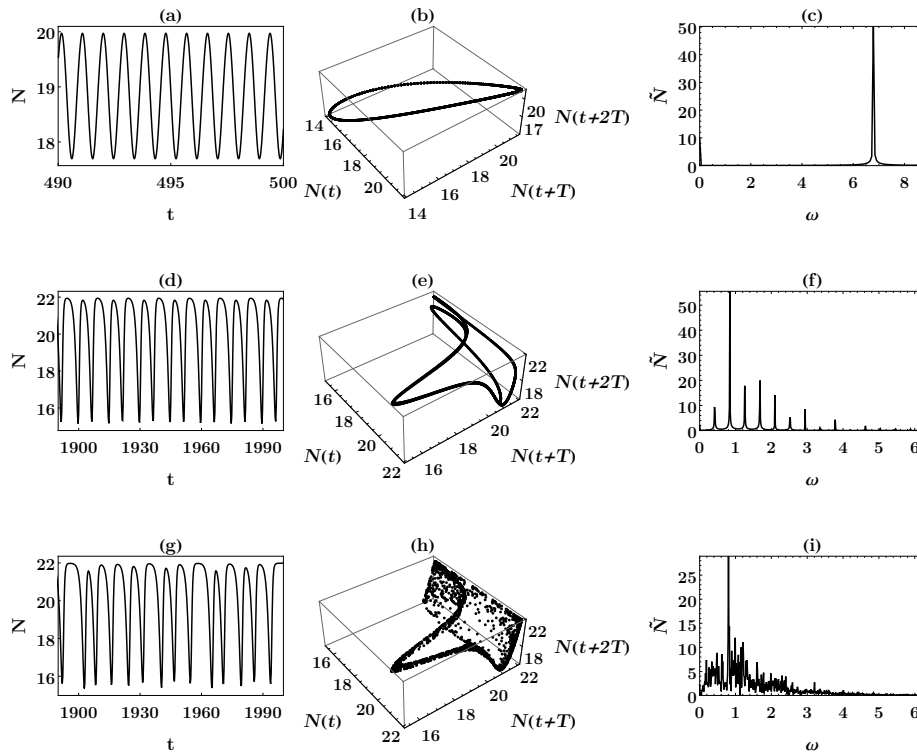 (a) (b) (c)
20
19
18
N
490 495 500
t
14
16
18
20
N(t)
14
16
18
20
N(t+T)
17
20
N(t+2T)
50
40
30
20
10
0
Ñ
0 2 4 6 8
ω
(d) (e) (f)
22
20
18
16
N
1900 1930 1960 1990
t
16
18
20
22
N(t)
16
18
20
22
N(t+T)
18
22
N(t+2T)
50
40
30
20
10
0
Ñ
0 1 2 3 4 5 6
ω
(g) (h) (i)
22
20
18
16
N
1900 1930 1960 1990
t
16
18
20
22
N(t)
16
18
20
22
N(t+T)
18
22
N(t+2T)
25
20
15
10
5
0
Ñ
0 1 2 3 4 5 6
ω